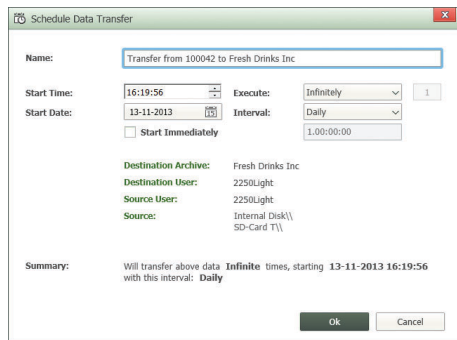 Schedule Data Transfer
Name: Transfer from 100042 to Fresh Drinks Inc
Start Time: 16:19:56 Execute: Infinitely 1
Start Date: 13-11-2013 15 Interval: Daily
Start Immediately 1.00:00:00
Destination Archive: Fresh Drinks Inc
Destination User: 2250Light
Source User: 2250Light
Source: Internal Disk\\
SD-Card T\\
Summary: Will transfer above data Infinite times, starting 13-11-2013 16:19:56
with this interval: Daily
Ok Cancel